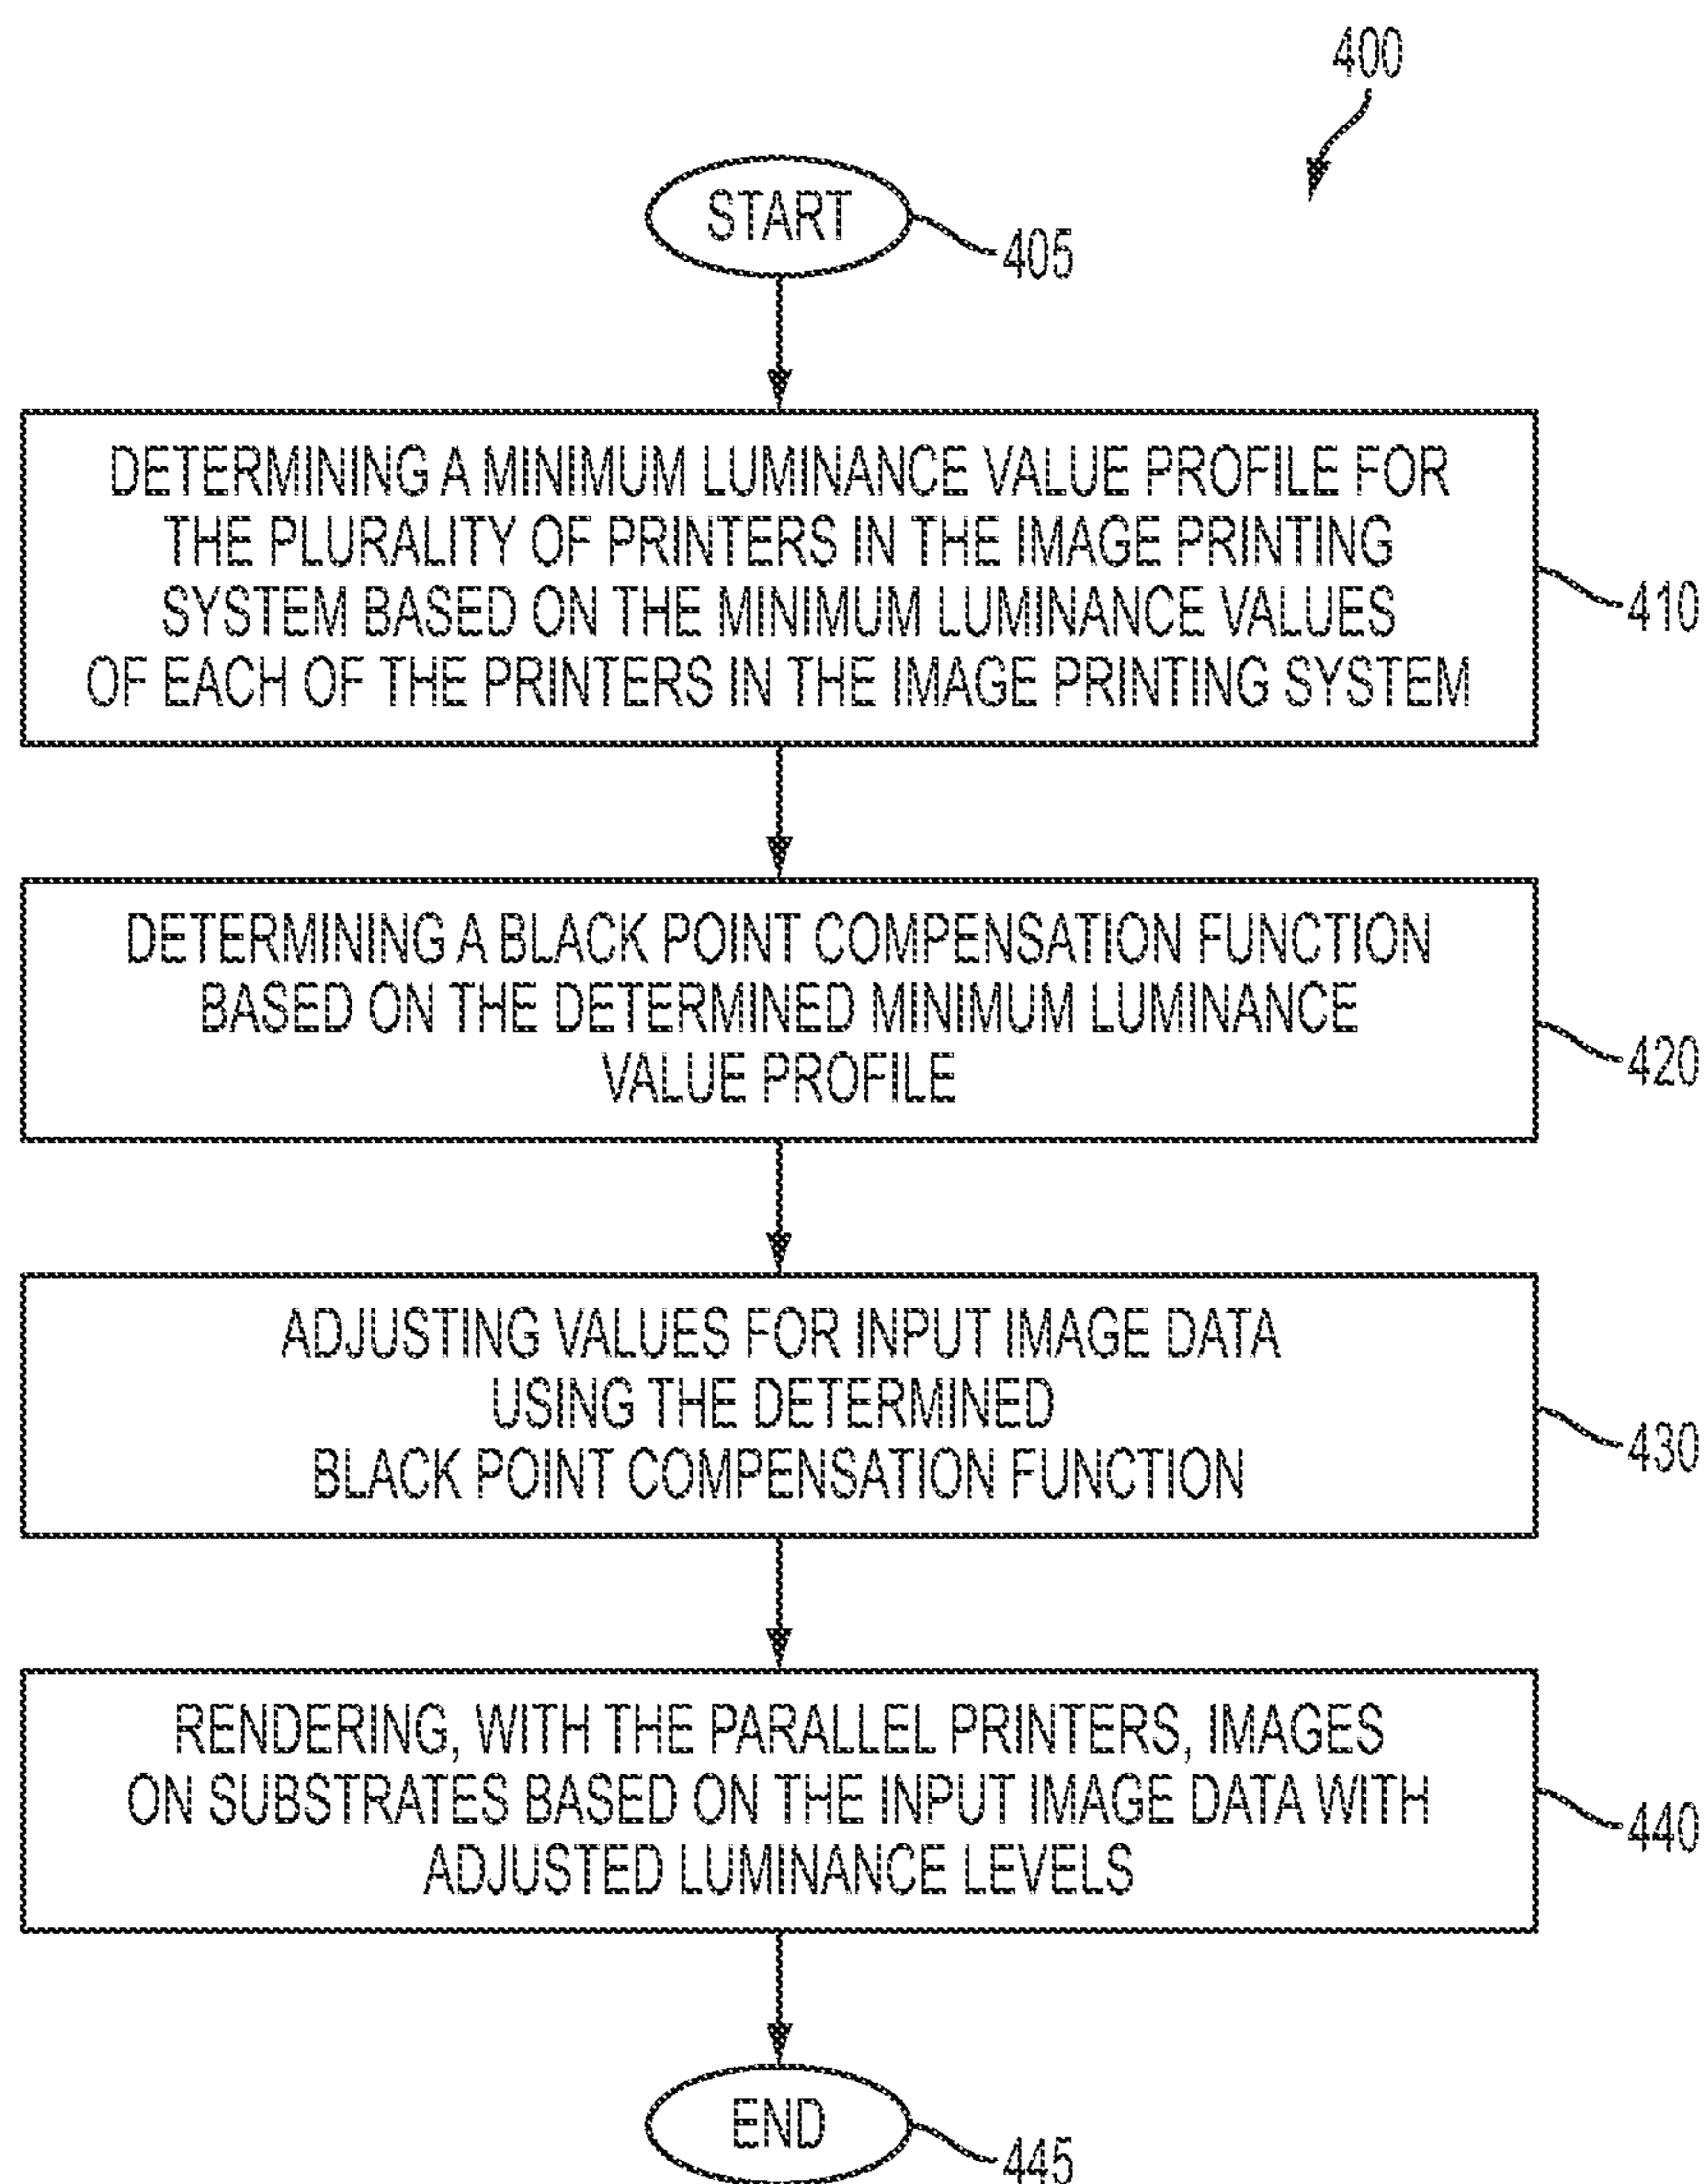 400
START
405
DETERMINING A MINIMUM LUMINANCE VALUE PROFILE FOR
THE PLURALITY OF PRINTERS IN THE IMAGE PRINTING
SYSTEM BASED ON THE MINIMUM LUMINANCE VALUES
OF EACH OF THE PRINTERS IN THE IMAGE PRINTING SYSTEM
410
DETERMINING A BLACK POINT COMPENSATION FUNCTION
BASED ON THE DETERMINED MINIMUM LUMINANCE
VALUE PROFILE
420
ADJUSTING VALUES FOR INPUT IMAGE DATA
USING THE DETERMINED
BLACK POINT COMPENSATION FUNCTION
430
RENDERING, WITH THE PARALLEL PRINTERS, IMAGES
ON SUBSTRATES BASED ON THE INPUT IMAGE DATA WITH
ADJUSTED LUMINANCE LEVELS
440
END
445